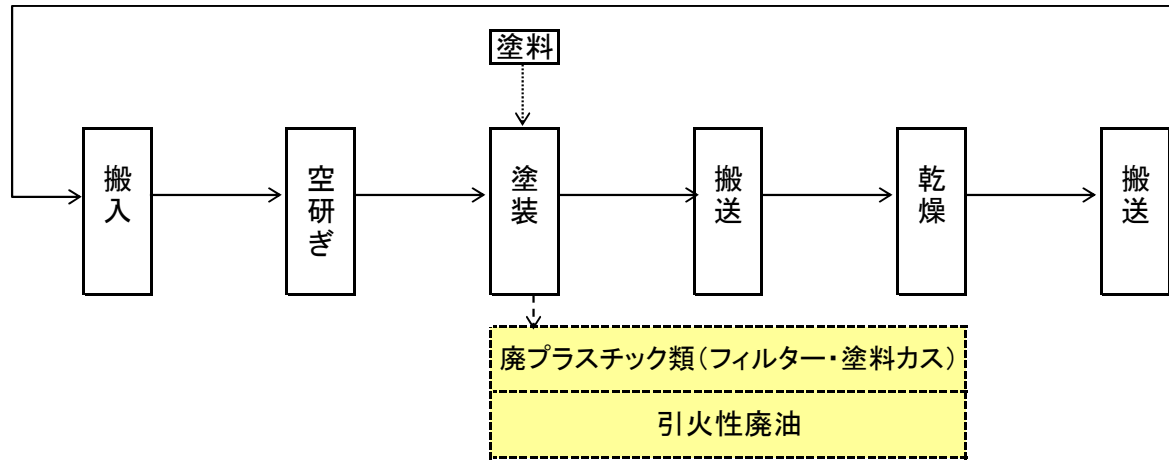 塗料
搬入
空研ぎ
塗装
搬送
乾燥
搬送
廃プラスチック類（フィルター・塗料カス）
引火性廃油